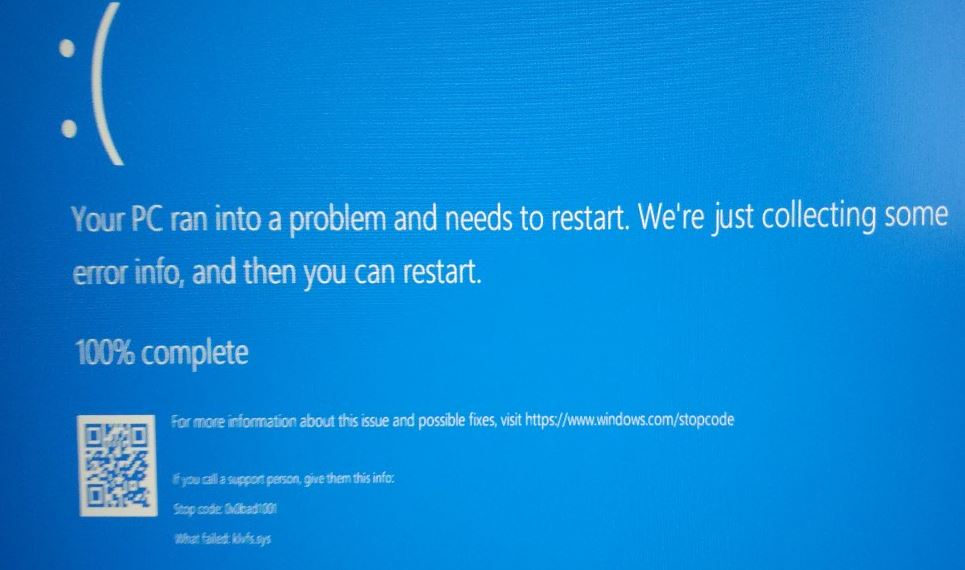 :(
Your PC ran into a problem and needs to restart. We're just collecting some
error info, and then you can restart.
100% complete
For more information about this issue and possible fixes, visit https://www.windows.com/stopcode
If you call a support person, give them this info:
Stop code: 0x0bad1001
What failed: klvfs.sys